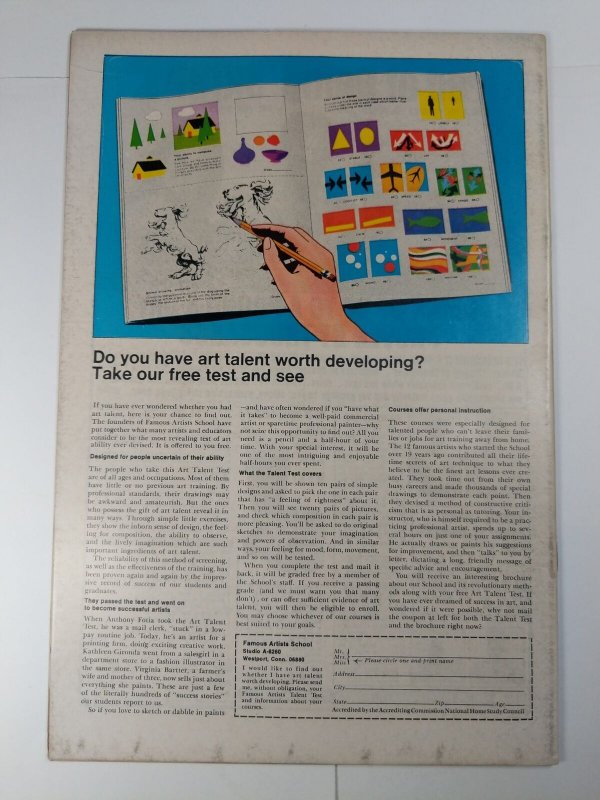 Do you have art talent worth developing?
Take our free test and see
If you have ever wondered whether you had
art talent, here is your chance to find out.
The founders of Famous Artists School have
put together what many artists and educators
consider to be the most revealing test of art
ability ever devised. It is offered to you free.
Designed for people uncertain of their ability
The people who take this Art Talent Test
are of all ages and occupations. Most of them
have little or no previous art training. By
professional standards, their drawings may
be awkward and amateurish. But the ones
who possess the gift of art talent reveal it in
many ways. Through simple little exercises,
they show the inborn sense of design, the feel-
ing for composition, the ability to observe,
and the lively imagination which are such
important ingredients of art talent.
The reliability of this method of screening,
as well as the effectiveness of the training, has
been proven again and again by the impres-
sive record of success of our students and
graduates.
They passed the test and went on
to become successful artists
When Anthony Fotia took the Art Talent
Test, he was a mail clerk, "stuck" in a low-
pay routine job. Today, he's an artist for a
printing firm, doing exciting creative work.
Kathleen Gironda went from a salesgirl in a
department store to a fashion illustrator in
the same store. Virginia Bartter, a farmer's
wife and mother of three, now sells just about
everything she paints. These are just a few
of the literally hundreds of "success stories"
our students report to us.
So if you love to sketch or dabble in paints
—and have often wondered if you "have what
it takes" to become a well-paid commercial
artist or sparetime professional painter—why
not seize this opportunity to find out? All you
need is a pencil and a half-hour of your
time. With your special interest, it will be
one of the most intriguing and enjoyable
half-hours you ever spent.
What the Talent Test covers
First, you will be shown ten pairs of simple
designs and asked to pick the one in each pair
that has "a feeling of rightness" about it.
Then you will see twenty pairs of pictures,
and check which composition in each pair is
more pleasing. You'll be asked to do original
sketches to demonstrate your imagination
and powers of observation. And in similar
ways, your feeling for mood, form, movement,
and so on will be tested.
When you complete the test and mail it
back, it will be graded free by a member of
the School's staff. If you receive a passing
grade (and we must warn you that many
don't), or can offer sufficient evidence of art
talent, you will then be eligible to enroll.
You may choose whichever of our courses is
best suited to your goals.
Courses offer personal instruction
These courses were especially designed for
talented people who can't leave their fami-
lies or jobs for art training away from home.
The 12 famous artists who started the School
over 19 years ago contributed all their life-
time secrets of art technique to what they
believe to be the finest art lessons ever cre-
ated. They took time out from their own
busy careers and made thousands of special
drawings to demonstrate each point. Then
they devised a method of constructive criti-
cism that is as personal as tutoring. Your in-
structor, who is himself required to be a prac-
ticing professional artist, spends up to sev-
eral hours on just one of your assignments.
He actually draws or paints his suggestions
for improvement, and then "talks" to you by
letter, dictating a long, friendly message of
specific advice and encouragement.
You will receive an interesting brochure
about our School and its revolutionary meth-
ods along with your free Art Talent Test. If
you have ever dreamed of success in art, and
wondered if it were possible, why not mail
the coupon at left for both the Talent Test
and the brochure right now?
Famous Artists School
Studio A-8260
Westport, Conn. 06880
I would like to find out
whether I have art talent
worth developing. Please send
me, without obligation, your
Famous Artists Talent Test
and information about your
courses.
Mr.
Mrs.
Miss
Please circle one and print name
Address
City
State Zip Age
Accredited by the Accrediting Commission National Home Study Council